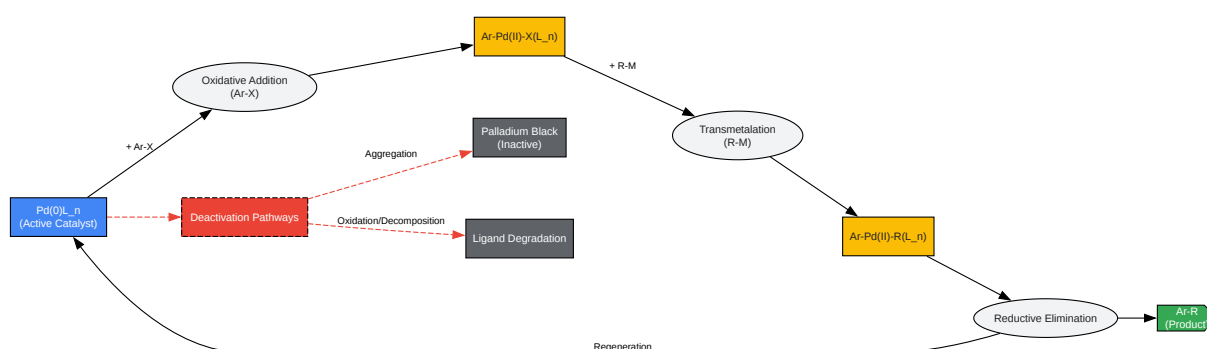 Ar-Pd(II)-X(L_n)
+ R-M
Oxidative Addition
(Ar-X)
Palladium Black
(Inactive)
Transmetalation
(R-M)
+ Ar-X
Aggregation
Pd(0)L_n
(Active Catalyst)
Deactivation Pathways
Oxidation/Decomposition
Ligand Degradation
Ar-Pd(II)-R(L_n)
Reductive Elimination
Ar-R
(Product)
Regeneration